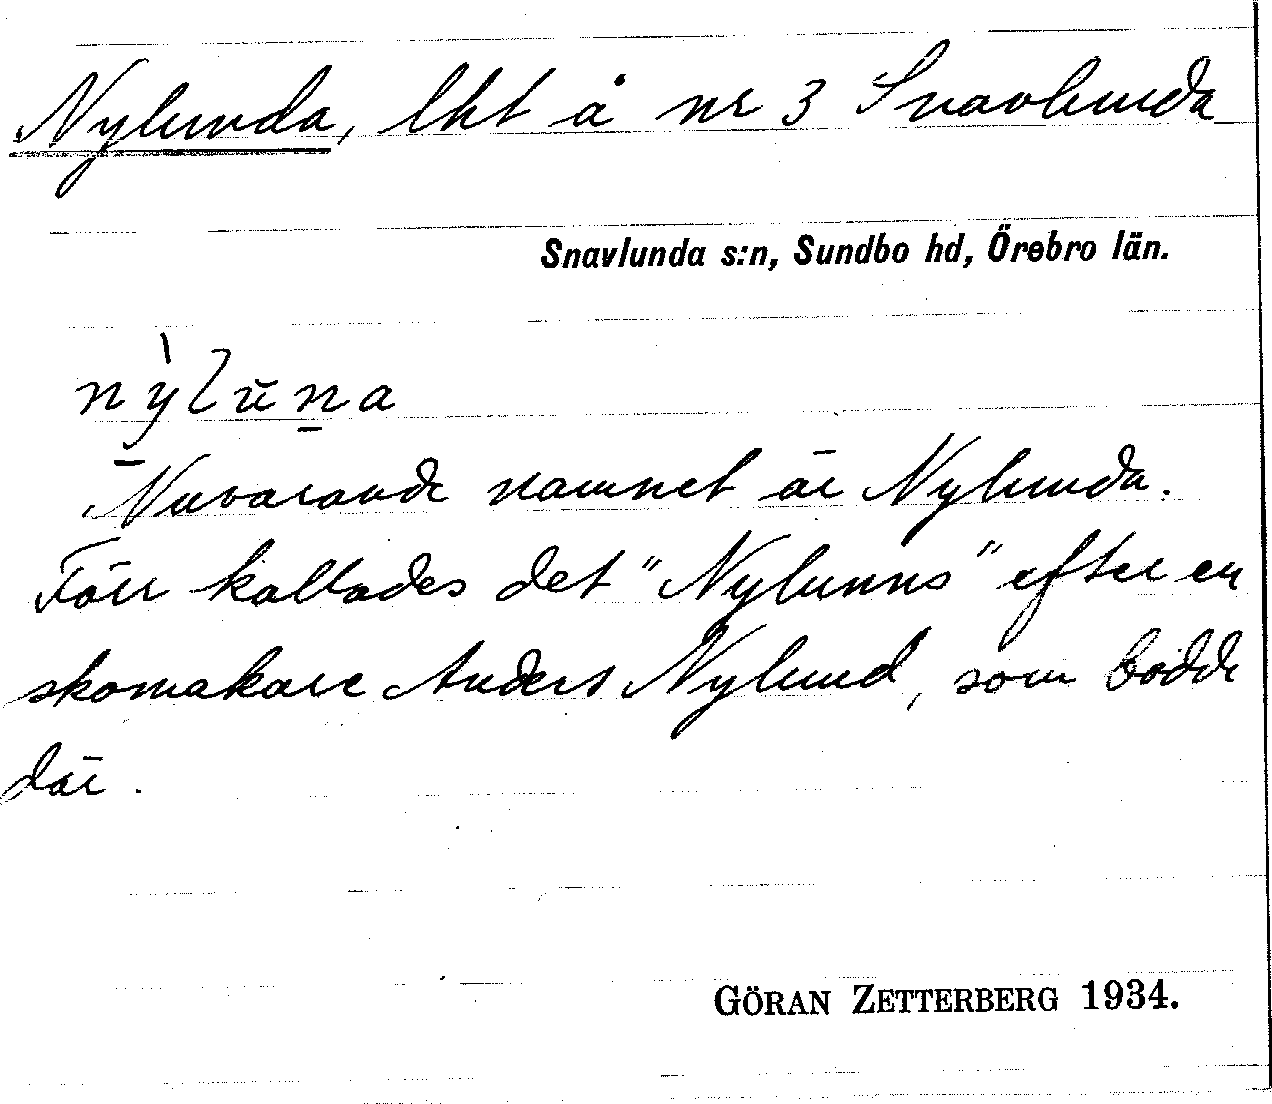 Nylunda, lht å nr 3 Snavlunda
Snavlunda s:n, Sundbo hd, Örebro län.
nỳlūna
Nuvarande namnet är Nylunda.
Förr kallades det "Nylunns" efter en
skomakare Anders Nylund, som bodde
där.
GÖRAN ZETTERBERG 1934.